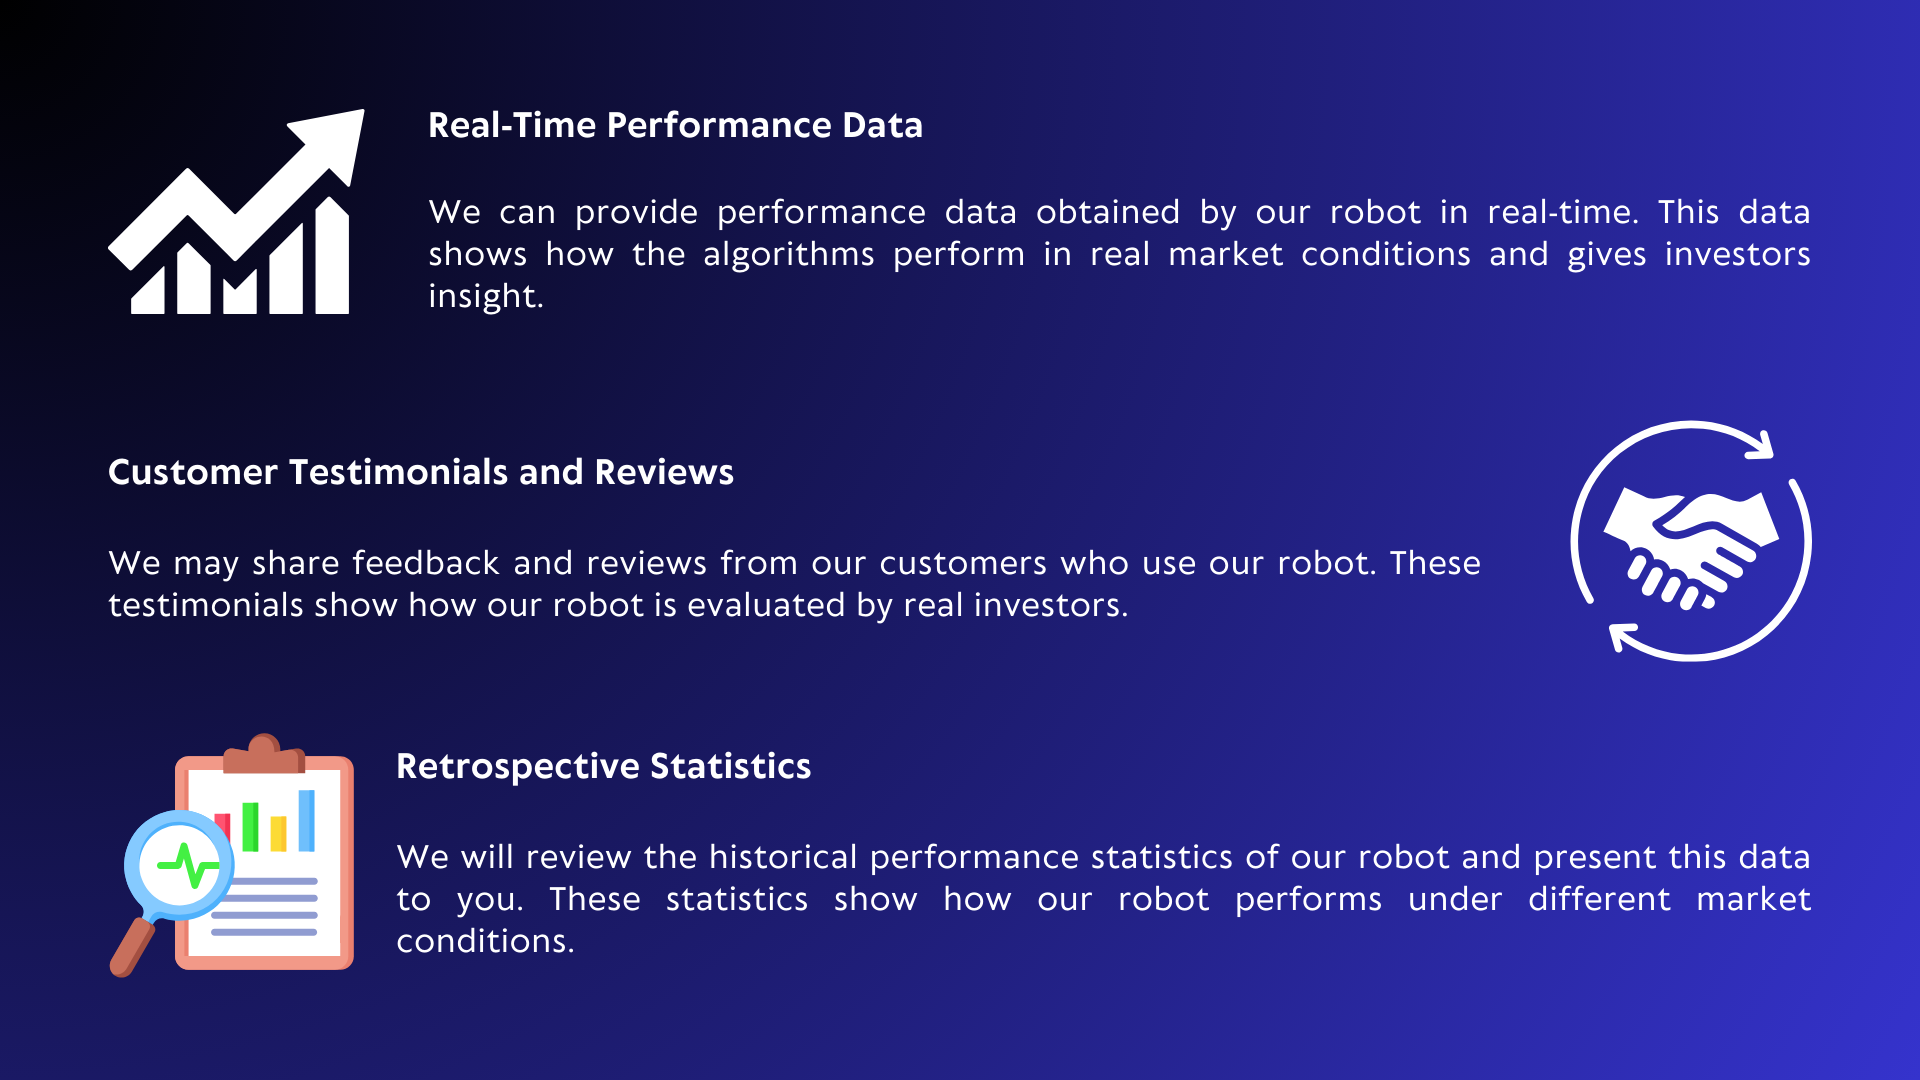 Real-Time Performance Data
We can provide performance data obtained by our robot in real-time. This data
shows how the algorithms perform in real market conditions and gives investors
insight.
Customer Testimonials and Reviews
We may share feedback and reviews from our customers who use our robot. These
testimonials show how our robot is evaluated by real investors.
Retrospective Statistics
We will review the historical performance statistics of our robot and present this data
to you. These statistics show how our robot performs under different market
conditions.